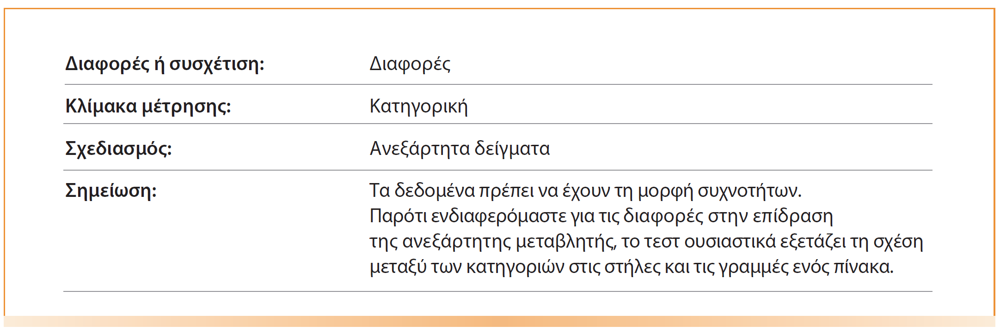 Διαφορές ή συσχέτιση: Διαφορές
Κλίμακα μέτρησης: Κατηγορική
Σχεδιασμός: Ανεξάρτητα δείγματα
Σημείωση: Τα δεδομένα πρέπει να έχουν τη μορφή συχνοτήτων.
Παρότι ενδιαφερόμαστε για τις διαφορές στην επίδραση
της ανεξάρτητης μεταβλητής, το τεστ ουσιαστικά εξετάζει τη σχέση
μεταξύ των κατηγοριών στις στήλες και τις γραμμές ενός πίνακα.